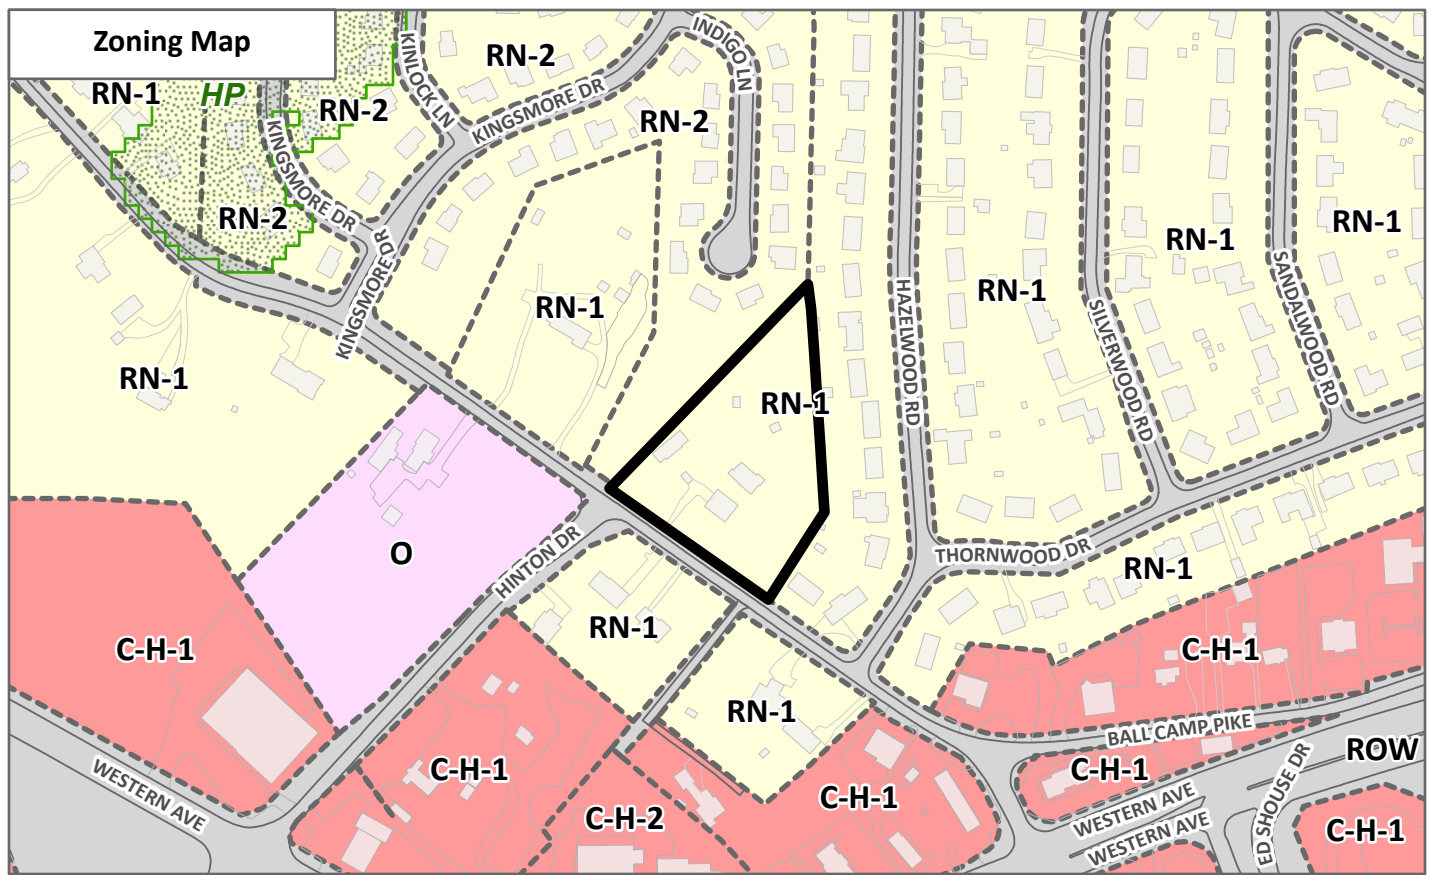 Zoning Map
RN-1
HP
RN-2
KINLOCK LN
RN-2
INDIGO LN
KINGSMORE DR
RN-2
KINGSMORE DR
RN-2
KINGSMORE DR
RN-1
RN-1
RN-1
RN-1
RN-1
RN-1
HAZELWOOD RD
SILVERWOOD RD
SANDALWOOD RD
O
HINTON DR
THORNWOOD DR
RN-1
RN-1
C-H-1
C-H-1
RN-1
BALL CAMP PIKE
ROW
WESTERN AVE
C-H-1
C-H-2
C-H-1
C-H-1
WESTERN AVE
WESTERN AVE
ED SHOUSE DR
C-H-1